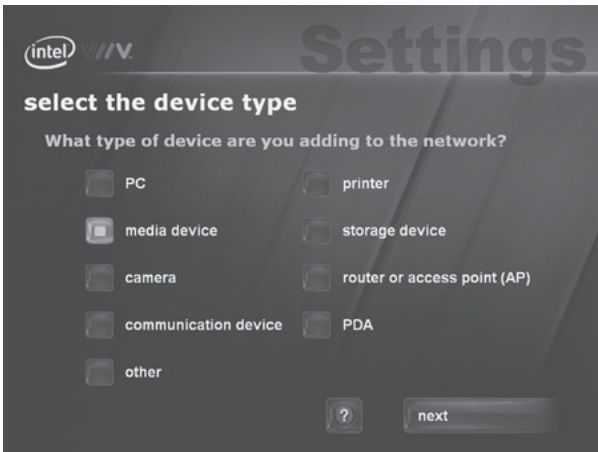 intel VIIV.
Settings
select the device type
What type of device are you adding to the network?
PC
printer
media device
storage device
camera
router or access point (AP)
communication device
PDA
other
?
next